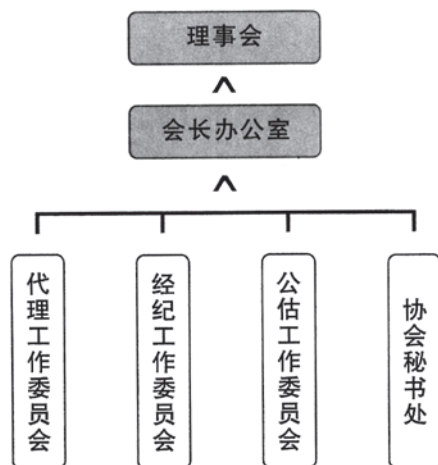 理事会
会长办公室
代理工作委员会
经纪工作委员会
公估工作委员会
协会秘书处